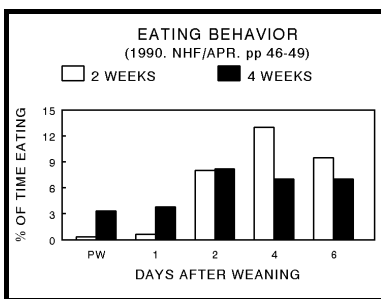 EATING BEHAVIOR
(1990. NHF/APR. pp 46-49)
2 WEEKS 4 WEEKS
% OF TIME EATING
15
12
9
6
3
0
PW 1 2 4 6
DAYS AFTER WEANING